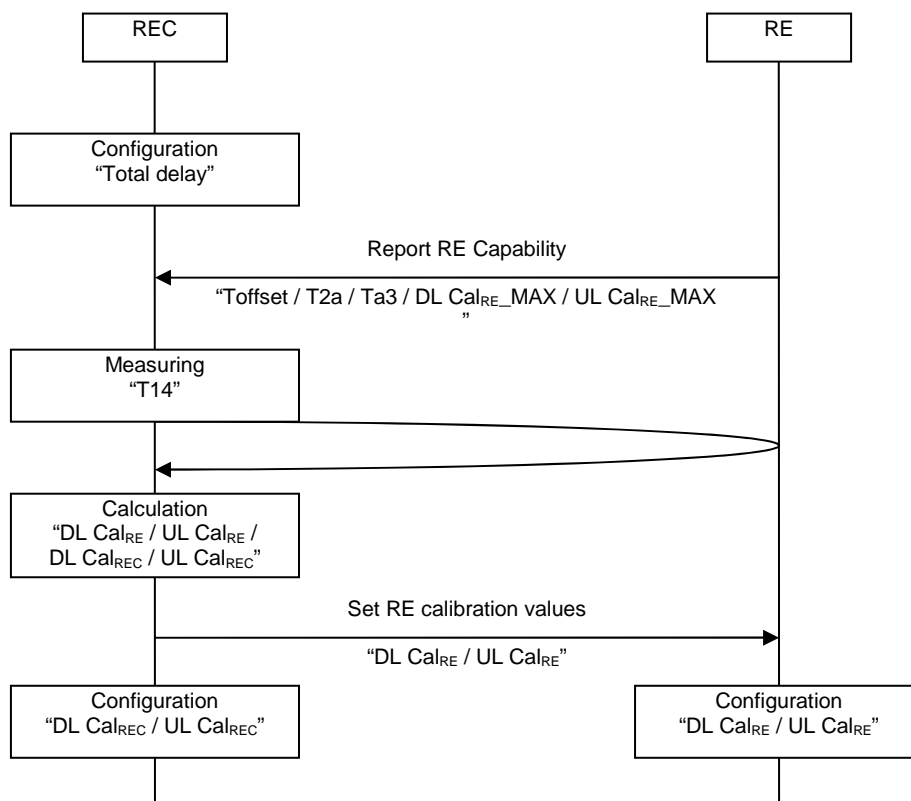 REC
RE
Configuration
“Total delay”
Report RE Capability
“Toffset / T2a / Ta3 / DL CalRE_MAX / UL CalRE_MAX
”
Measuring
“T14”
Calculation
“DL CalRE / UL CalRE /
DL CalREC / UL CalREC”
Set RE calibration values
“DL CalRE / UL CalRE”
Configuration
“DL CalREC / UL CalREC”
Configuration
“DL CalRE / UL CalRE”